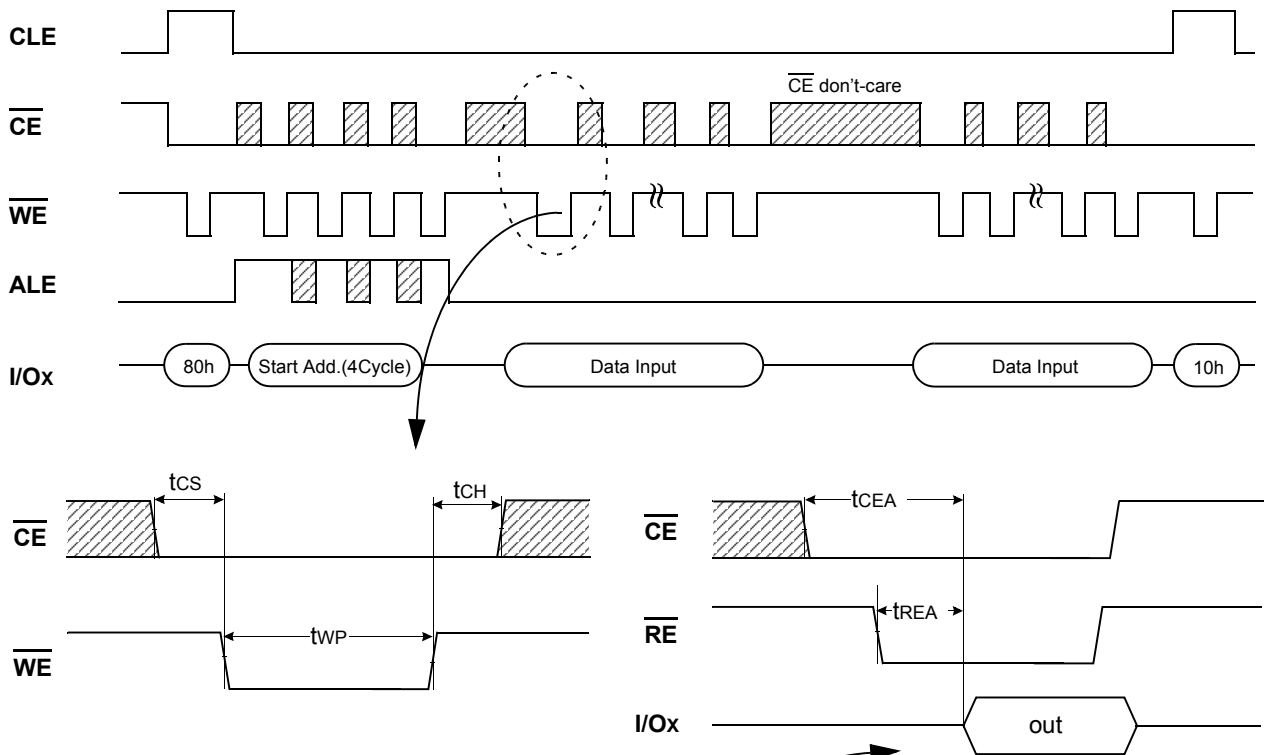 CLE
CE don't-care
CE
WE
ALE
I/Ox 80h Start Add.(4Cycle) Data Input Data Input 10h
tCS tCH
CE
tWP
WE
tCEA
CE
tREA
RE
I/Ox out